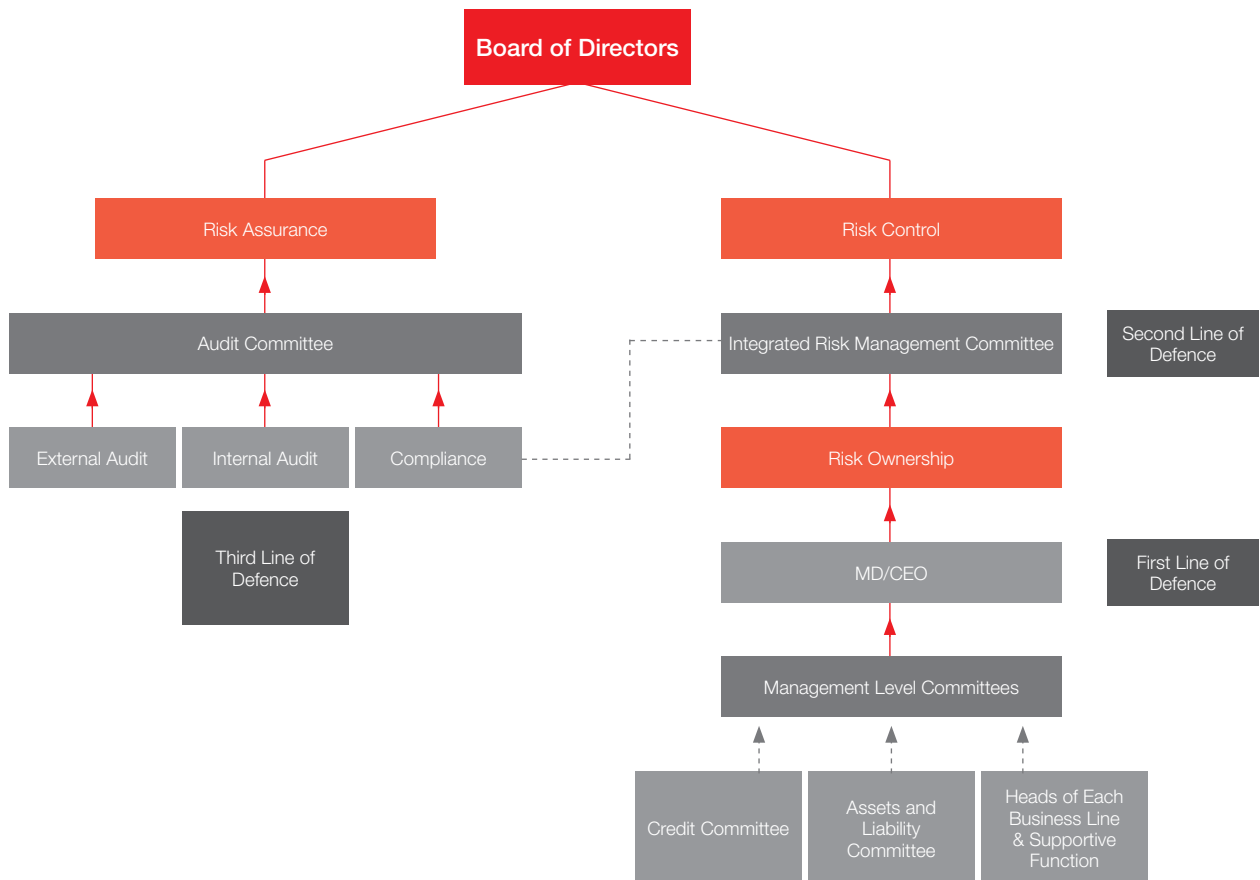 Board of Directors
Risk Assurance
Risk Control
Audit Committee
Integrated Risk Management Committee
Second Line of
Defence
External Audit
Internal Audit
Compliance
Risk Ownership
Third Line of
Defence
MD/CEO
First Line of
Defence
Management Level Committees
Credit Committee
Assets and
Liability
Committee
Heads of Each
Business Line
& Supportive
Function